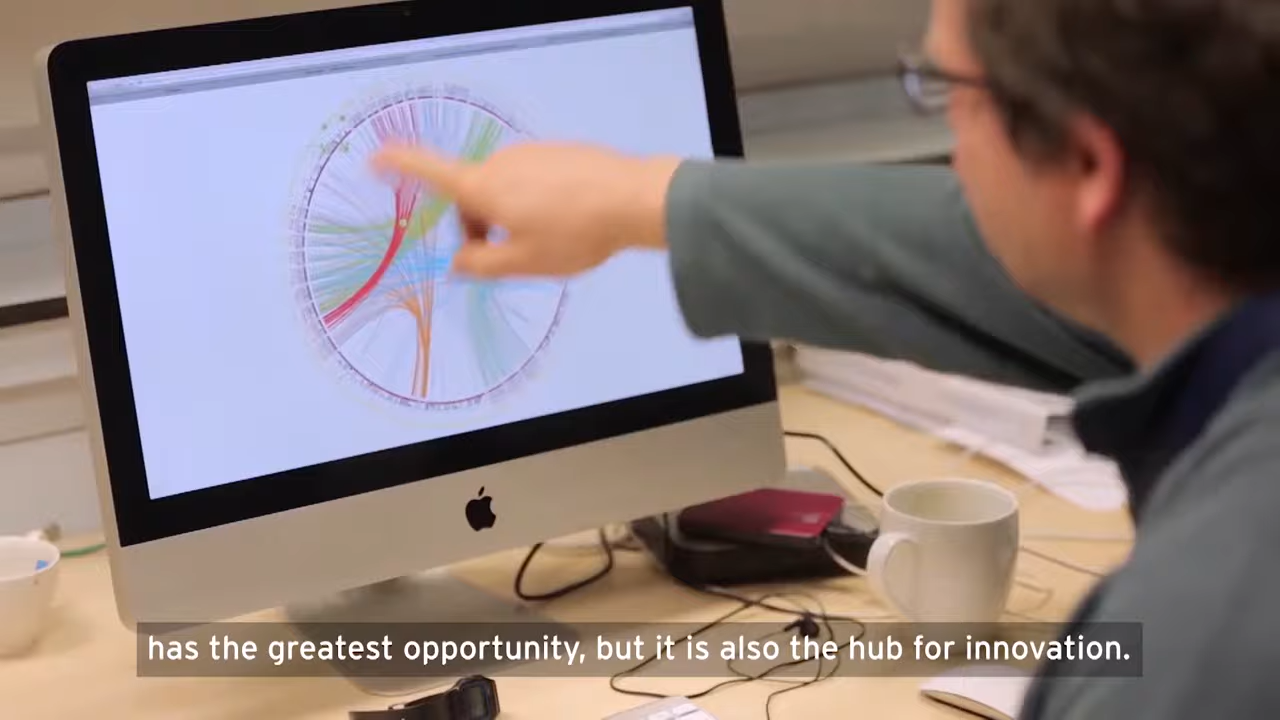 has the greatest opportunity, but it is also the hub for innovation.